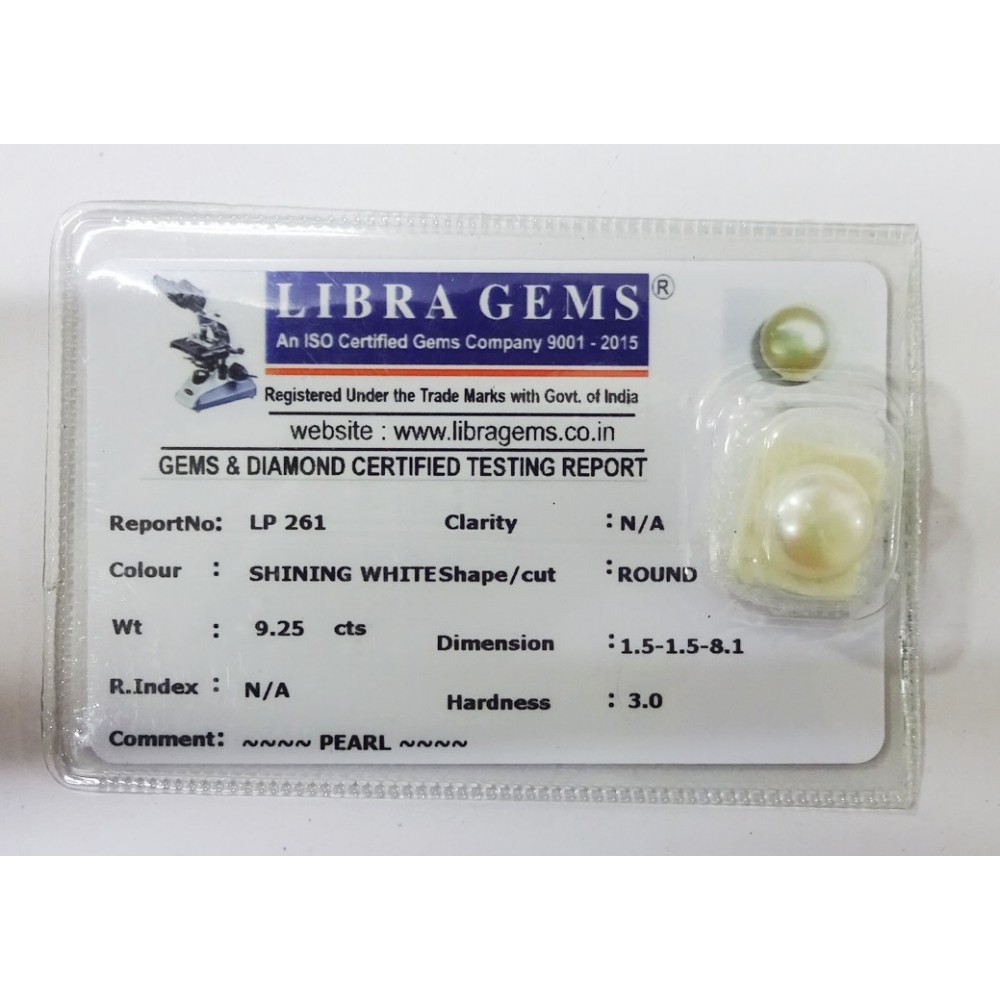 LIBRA GEMS ®
An ISO Certified Gems Company 9001 - 2015
Registered Under the Trade Marks with Govt. of India
website : www.libragems.co.in
GEMS & DIAMOND CERTIFIED TESTING REPORT
ReportNo: LP 261 Clarity : N/A
Colour : SHINING WHITE Shape/cut : ROUND
Wt : 9.25 cts Dimension : 1.5-1.5-8.1
R.Index : N/A Hardness : 3.0
Comment: ~~~~ PEARL ~~~~